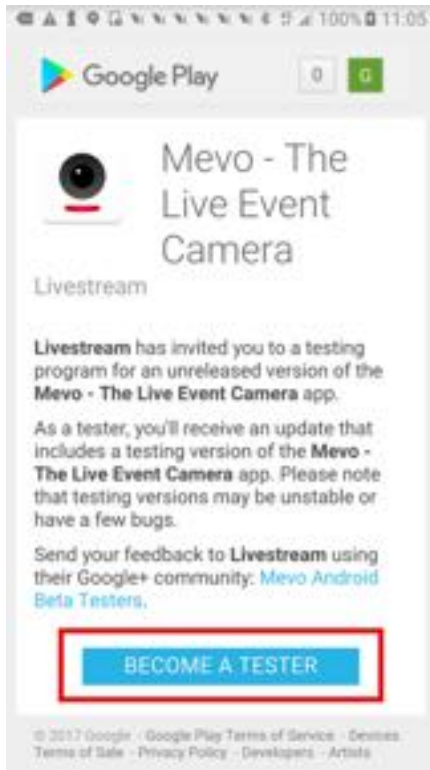 100% 11:05
Google Play 0 G
Mevo - The
Live Event
Camera
Livestream
Livestream has invited you to a testing
program for an unreleased version of the
Mevo - The Live Event Camera app.
As a tester, you'll receive an update that
includes a testing version of the Mevo -
The Live Event Camera app. Please note
that testing versions may be unstable or
have a few bugs.
Send your feedback to Livestream using
their Google+ community: Mevo Android
Beta Testers.
BECOME A TESTER
© 2017 Google - Google Play Terms of Service - Devices
Terms of Sale - Privacy Policy - Developers - Artists